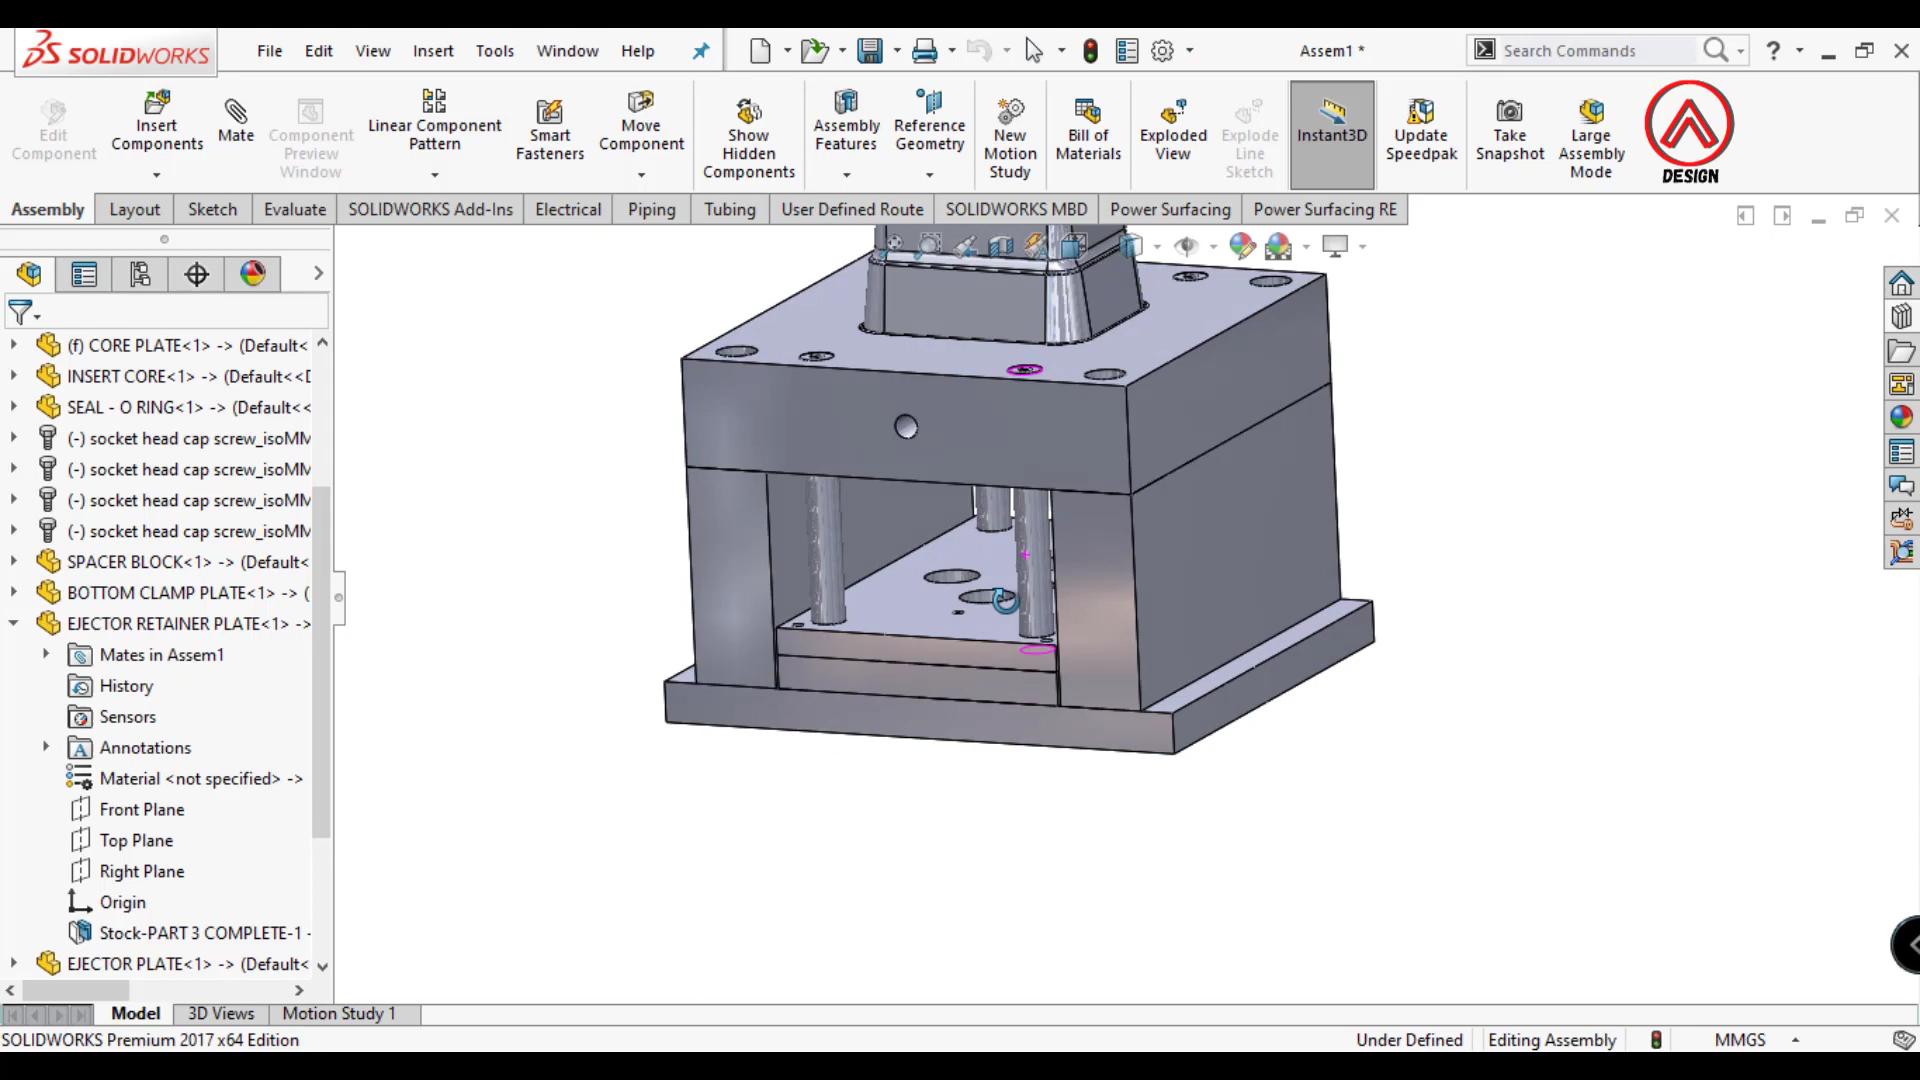 SOLIDWORKS
File Edit View Insert Tools Window Help
Assem1 *
Search Commands
?
Edit Component
Insert Components
Mate
Component Preview Window
Linear Component Pattern
Smart Fasteners
Move Component
Show Hidden Components
Assembly Features
Reference Geometry
New Motion Study
Bill of Materials
Exploded View
Explode Line Sketch
Instant3D
Update Speedpak
Take Snapshot
Large Assembly Mode
DESIGN
Assembly Layout Sketch Evaluate SOLIDWORKS Add-Ins Electrical Piping Tubing User Defined Route SOLIDWORKS MBD Power Surfacing Power Surfacing RE
(f) CORE PLATE<1> -> (Default<
INSERT CORE<1> -> (Default<<D
SEAL - O RING<1> -> (Default<<
(-) socket head cap screw_isoMM
(-) socket head cap screw_isoMM
(-) socket head cap screw_isoMM
(-) socket head cap screw_isoMM
SPACER BLOCK<1> -> (Default<
BOTTOM CLAMP PLATE<1> -> (
EJECTOR RETAINER PLATE<1> ->
Mates in Assem1
History
Sensors
A Annotations
Material <not specified> ->
Front Plane
Top Plane
Right Plane
Origin
Stock-PART 3 COMPLETE-1 -
EJECTOR PLATE<1> -> (Default<
Model 3D Views Motion Study 1
SOLIDWORKS Premium 2017 x64 Edition
Under Defined Editing Assembly MMGS